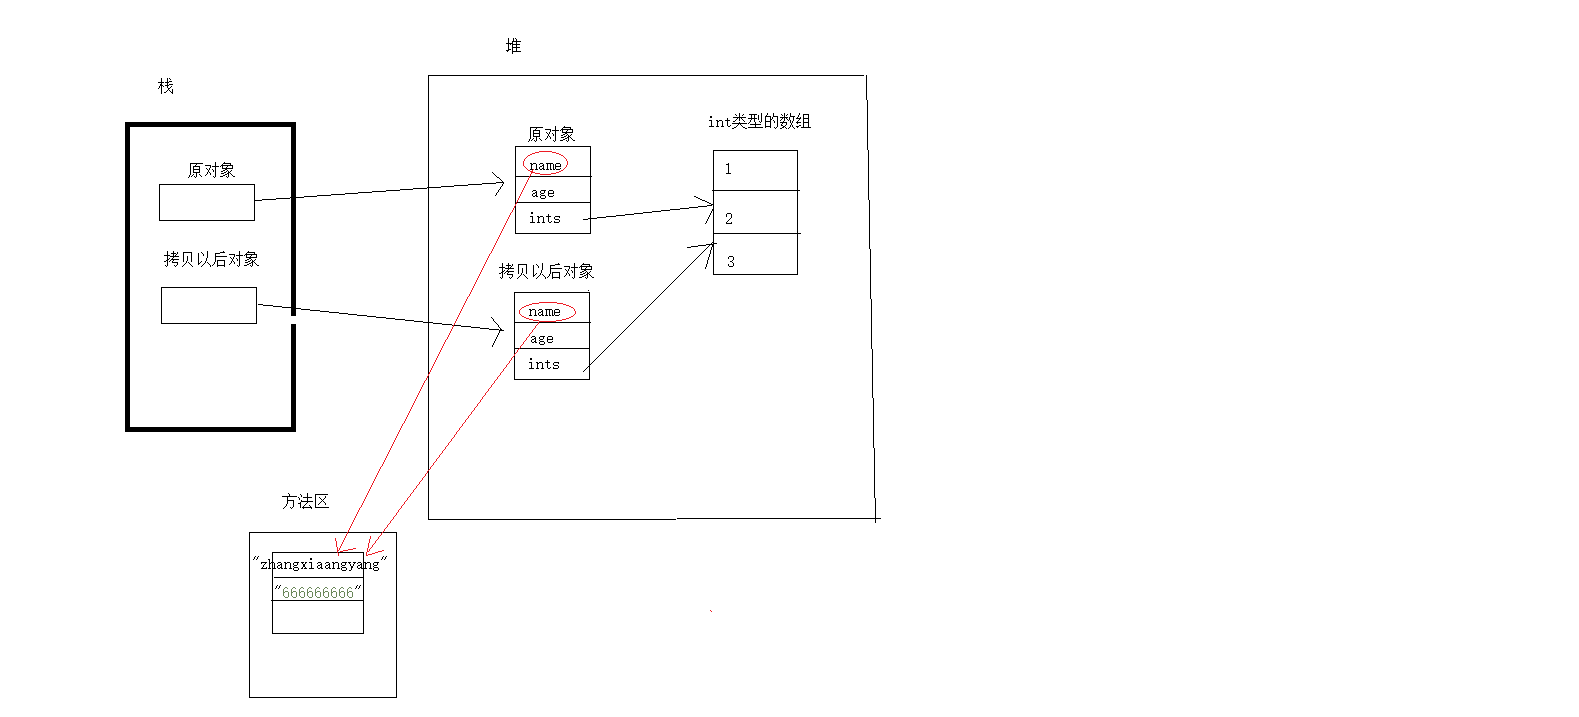 堆
栈
int类型的数组
原对象
name
1
原对象
age
ints
2
拷贝以后对象
3
拷贝以后对象
name
age
ints
方法区
"zhangxiaangyang"
"666666666"